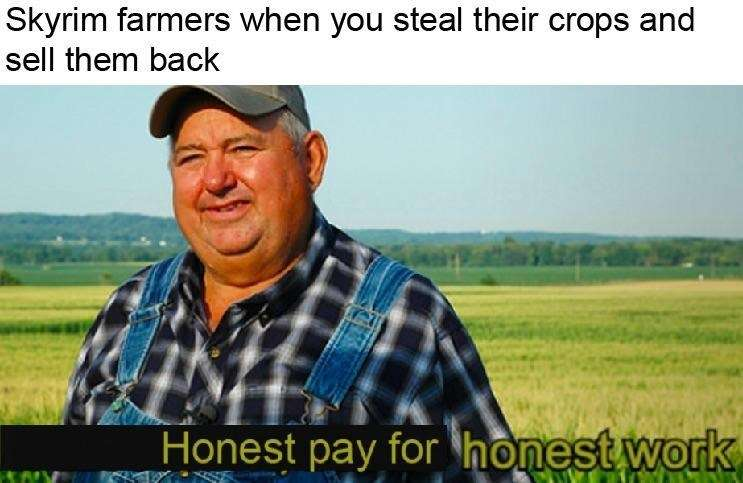 Skyrim farmers when you steal their crops and
sell them back
Honest pay for honest work